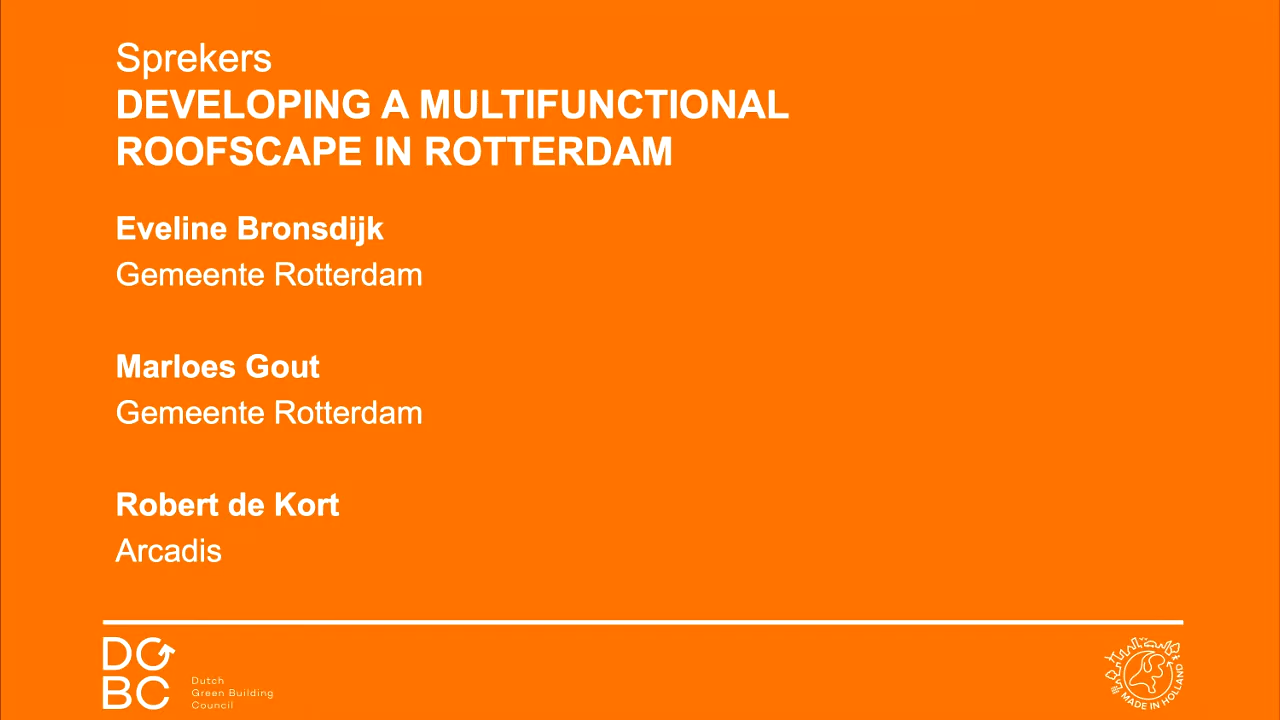 Sprekers
DEVELOPING A MULTIFUNCTIONAL
ROOFSCAPE IN ROTTERDAM
Eveline Bronsdijk
Gemeente Rotterdam
Marloes Gout
Gemeente Rotterdam
Robert de Kort
Arcadis
DG
BC
Dutch
Green Building
Council
MADE IN HOLLAND